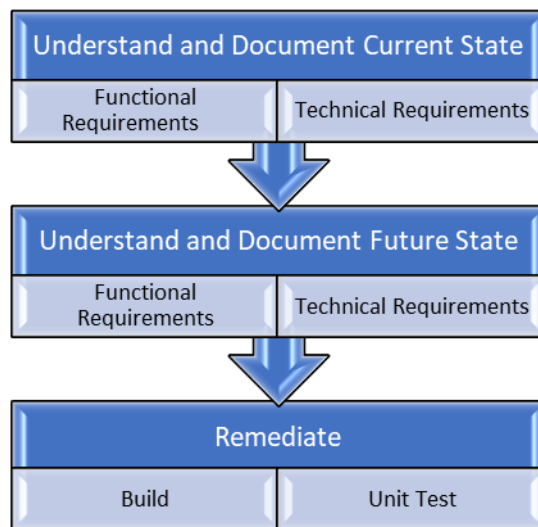 Understand and Document Current State
Functional
Requirements
Technical Requirements
Understand and Document Future State
Functional
Requirements
Technical Requirements
Remediate
Build
Unit Test